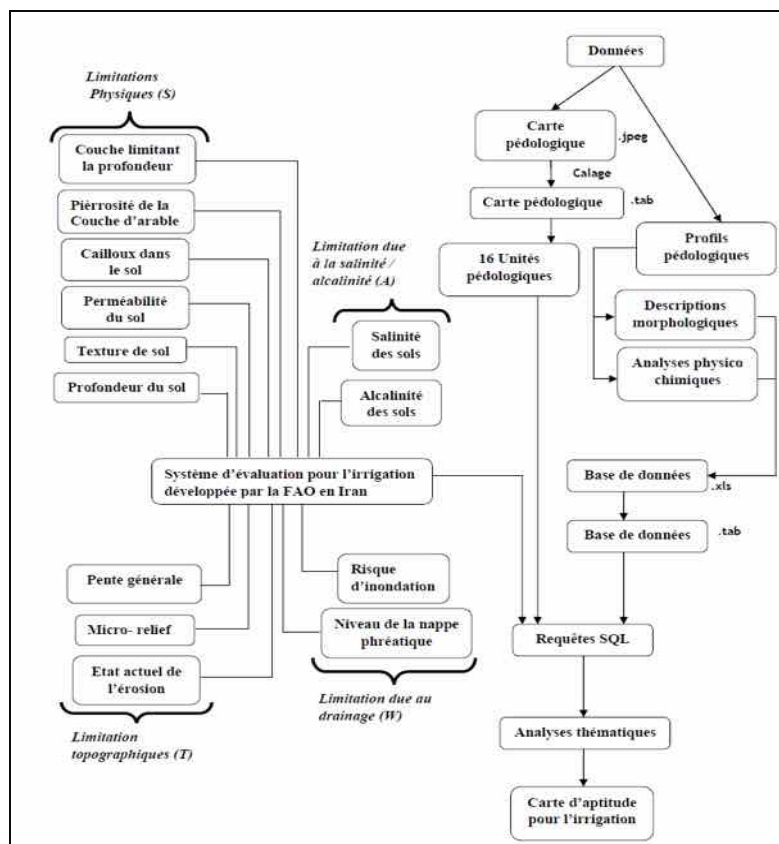 Limitations
Physiques (S)
Couche limitant
la profondeur
Pièrrosité de la
Couche d'arable
Cailloux dans
le sol
Perméabilité
du sol
Texture de sol
Profondeur du sol
Limitation due
à la salinité /
alcalinité (A)
Salinité
des sols
Alcalinité
des sols
Système d'évaluation pour l'irrigation
développée par la FAO en Iran
Pente générale
Micro- relief
Etat actuel de
l'érosion
Limitation
topographiques (T)
Risque
d'inondation
Niveau de la nappe
phréatique
Limitation due au
drainage (W)
Données
Carte
pédologique
.jpeg
Calage
Carte pédologique
.tab
16 Unités
pédologiques
Profils
pédologiques
Descriptions
morphologiques
Analyses physico
chimiques
Base de données
.xls
Base de données
.tab
Requêtes SQL
Analyses thématiques
Carte d'aptitude
pour l'irrigation